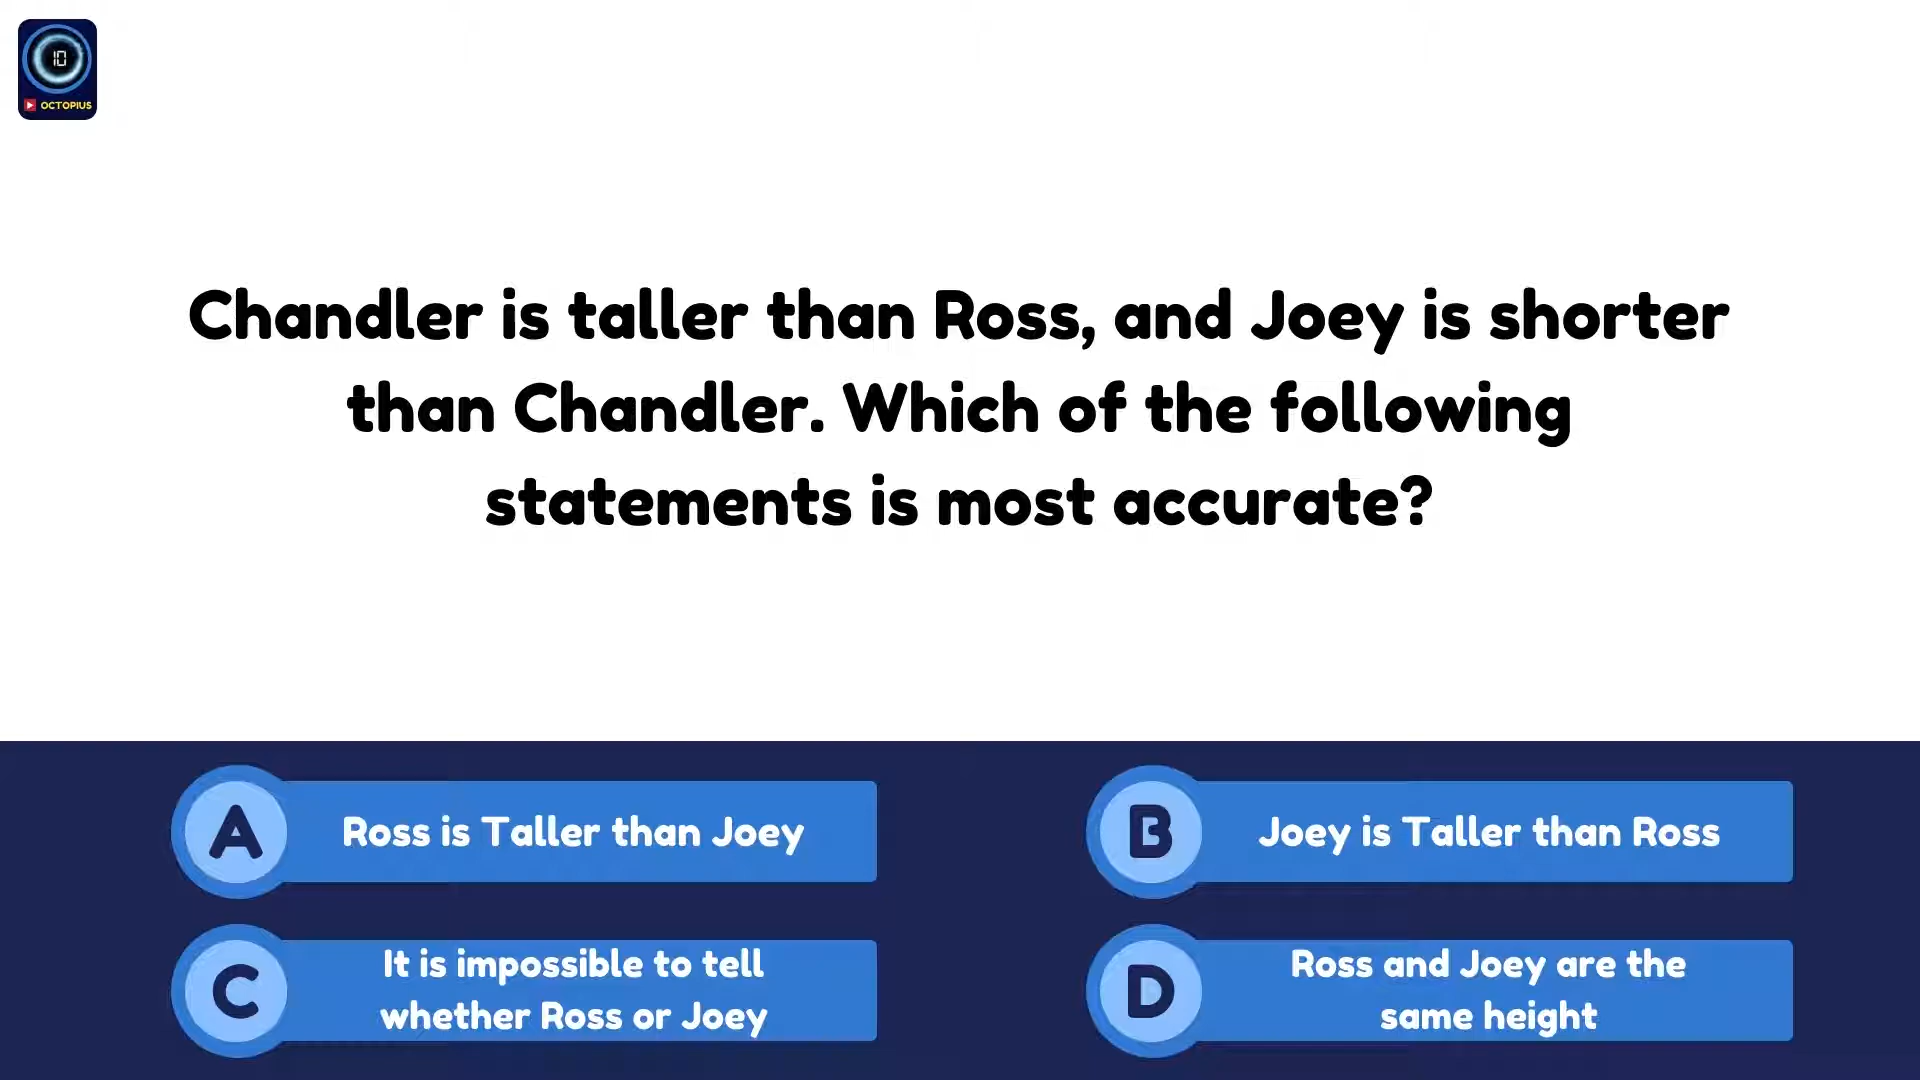 10
OCTOPIUS
Chandler is taller than Ross, and Joey is shorter
than Chandler. Which of the following
statements is most accurate?
A
Ross is Taller than Joey
B
Joey is Taller than Ross
C
It is impossible to tell
whether Ross or Joey
D
Ross and Joey are the
same height